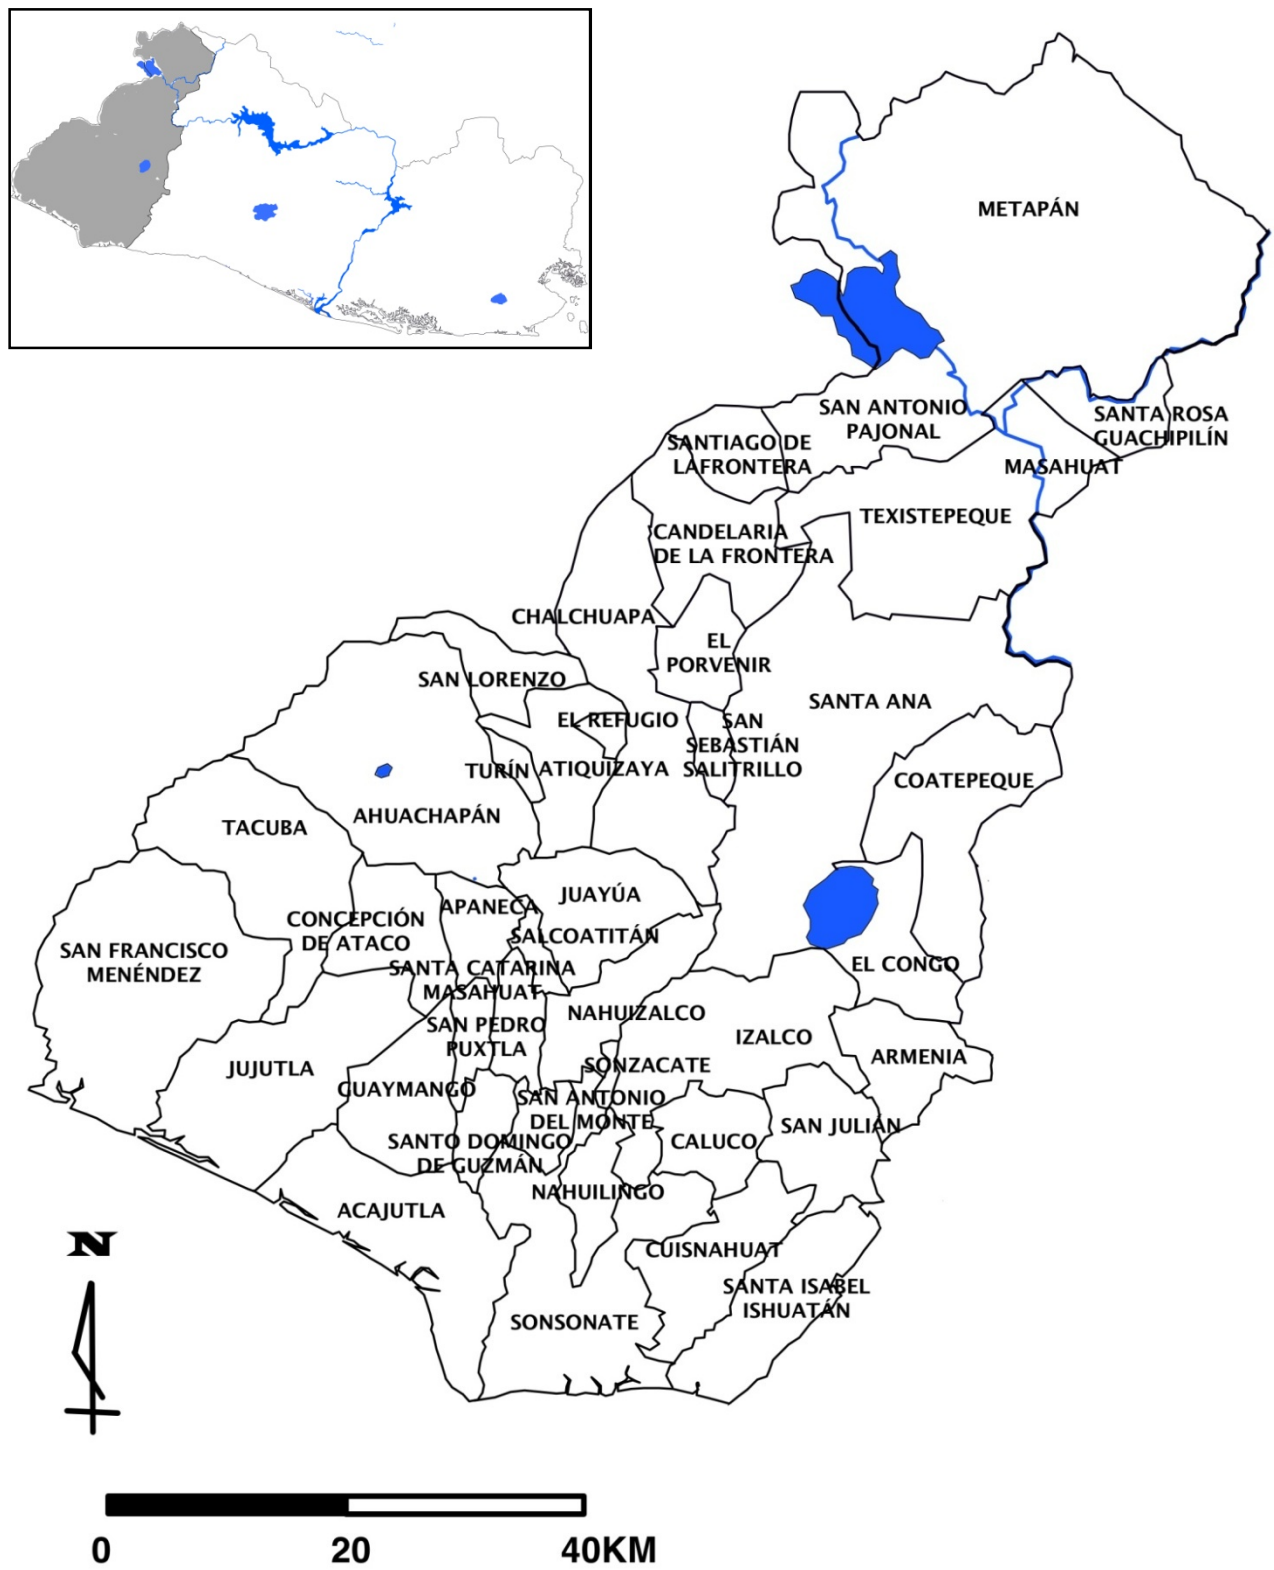 METAPÁN
SAN ANTONIO
PAJONAL
SANTA ROSA
GUACHIPILÍN
SANTIAGO DE
LAFRONTERA
MASAHUAT
TEXISTEPEQUE
CANDELARIA
DE LA FRONTERA
CHALCHUAPA
EL
PORVENIR
SAN LORENZO
SANTA ANA
EL REFUGIO
SAN
SEBASTIÁN
SALITRILLO
TURÍN
ATIQUIZAYA
COATEPEQUE
AHUACHAPÁN
TACUBA
JUAYÚA
APANECA
CONCEPCIÓN
DE ATACO
SALCOATITÁN
SAN FRANCISCO
MENÉNDEZ
EL CONGO
SANTA CATARINA
MASAHUAT
NAHUIZALCO
SAN PEDRO
PUXTLA
IZALCO
ARMENIA
JUJUTLA
SONZACATE
GUAYMANGO
SAN ANTONIO
DEL MONTE
SAN JULIÁN
CALUCO
SANTO DOMINGO
DE GUZMÁN
NAHUILINGO
ACAJUTLA
N
CUISNAHUAT
SANTA ISABEL
ISHUATÁN
SONSONATE
0 20 40KM